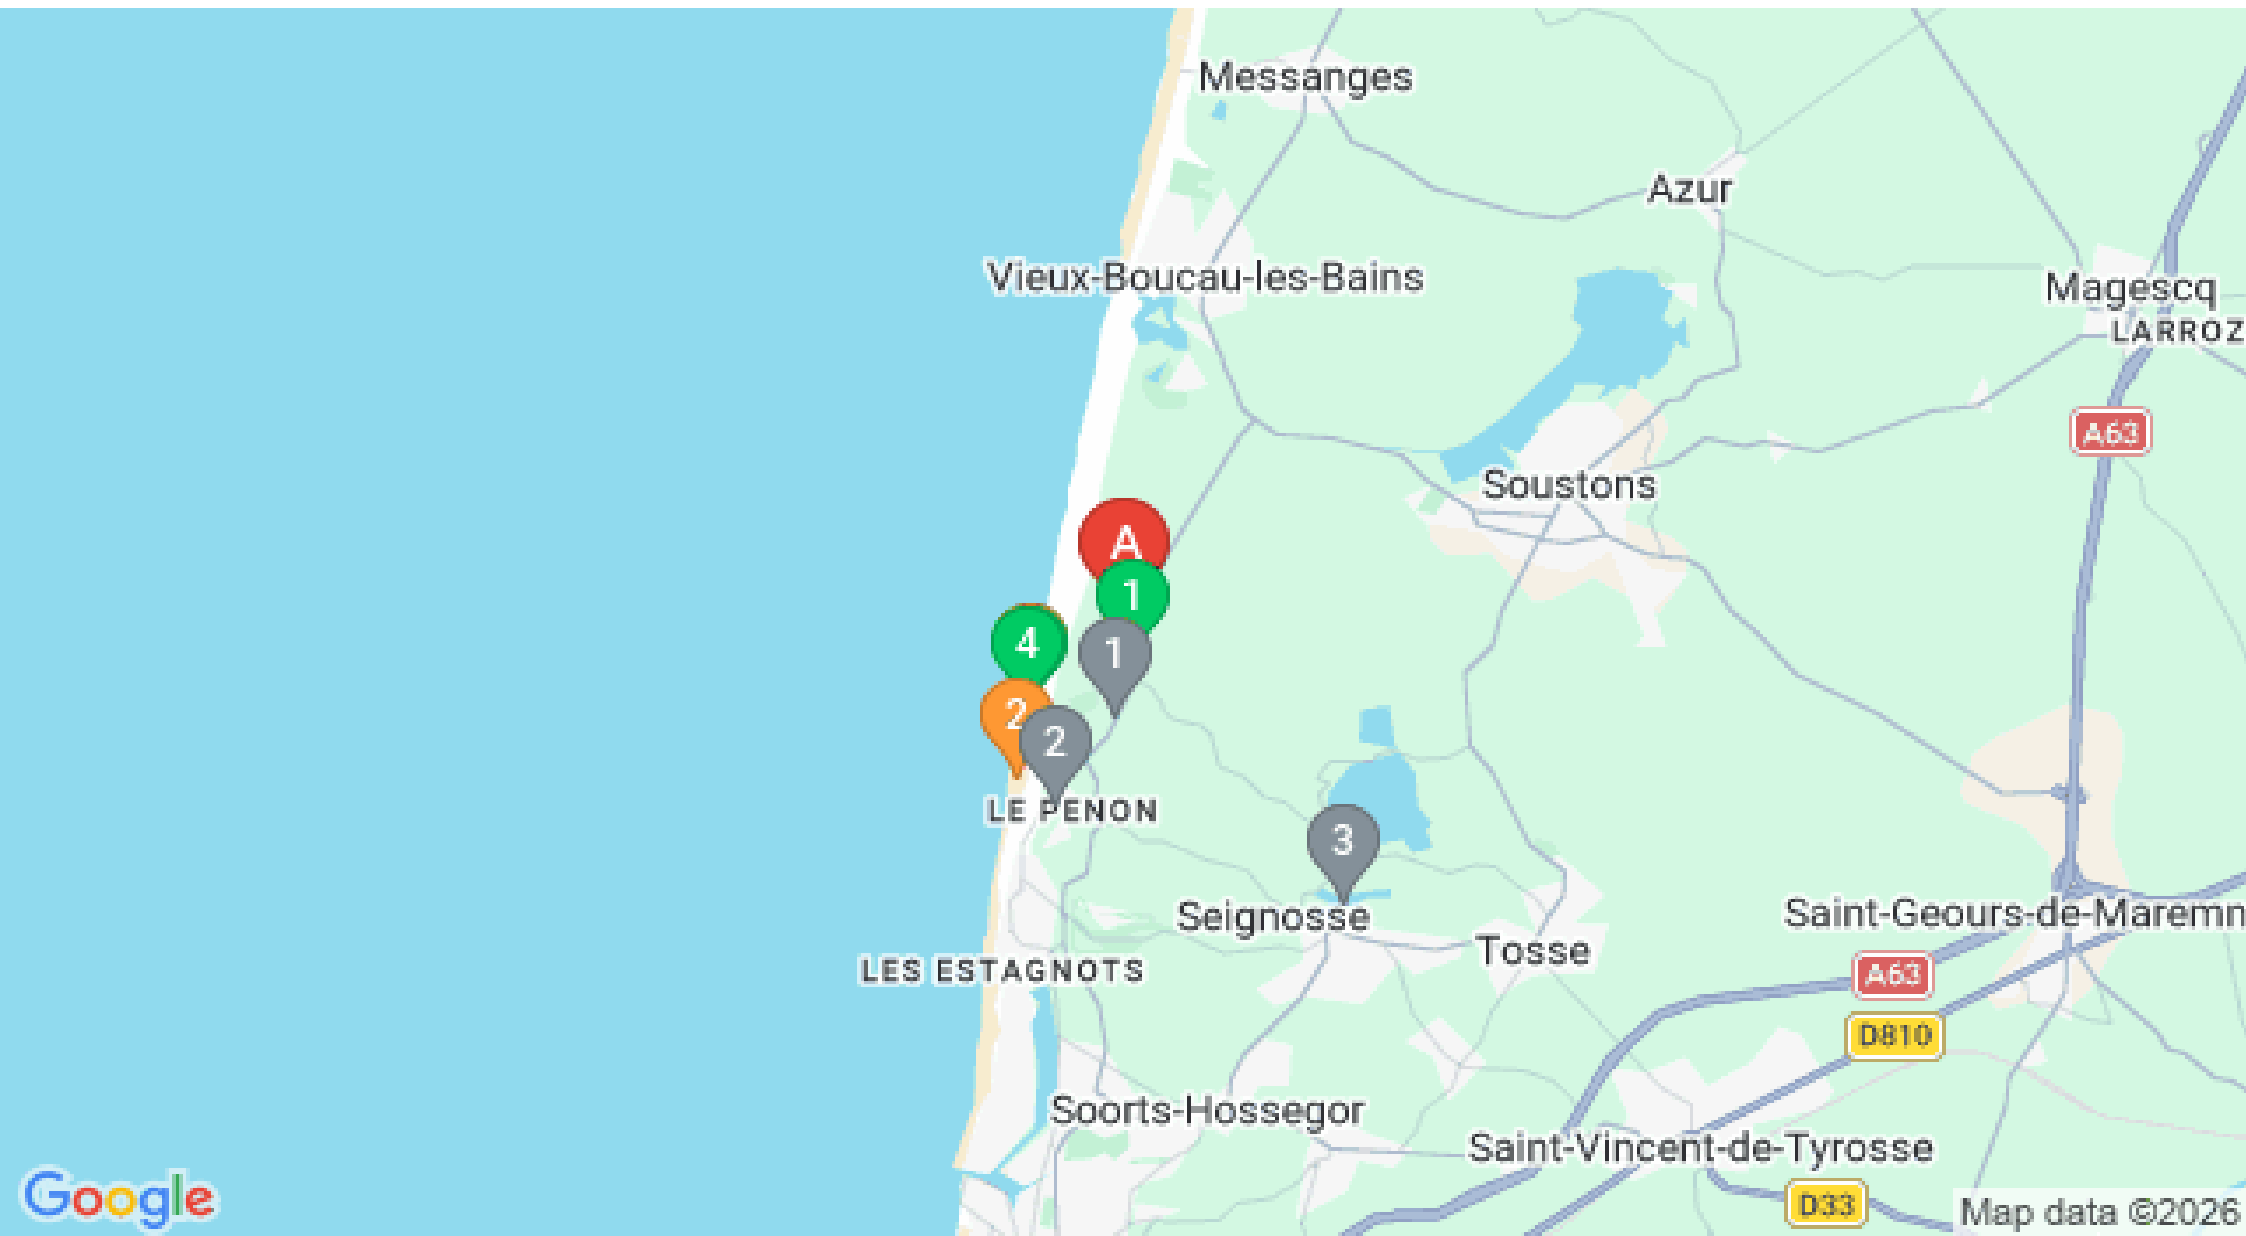 Messanges
Azur
Vieux-Boucau-les-Bains
Magescq
LARROZ
A63
Soustons
A
1
4
1
2
2
LE PENON
3
Seignosse
Saint-Geours-de-Maremn
Tosse
LES ESTAGNOTS
A63
D810
Soorts-Hossegor
Saint-Vincent-de-Tyrosse
Google
D33
Map data ©2026